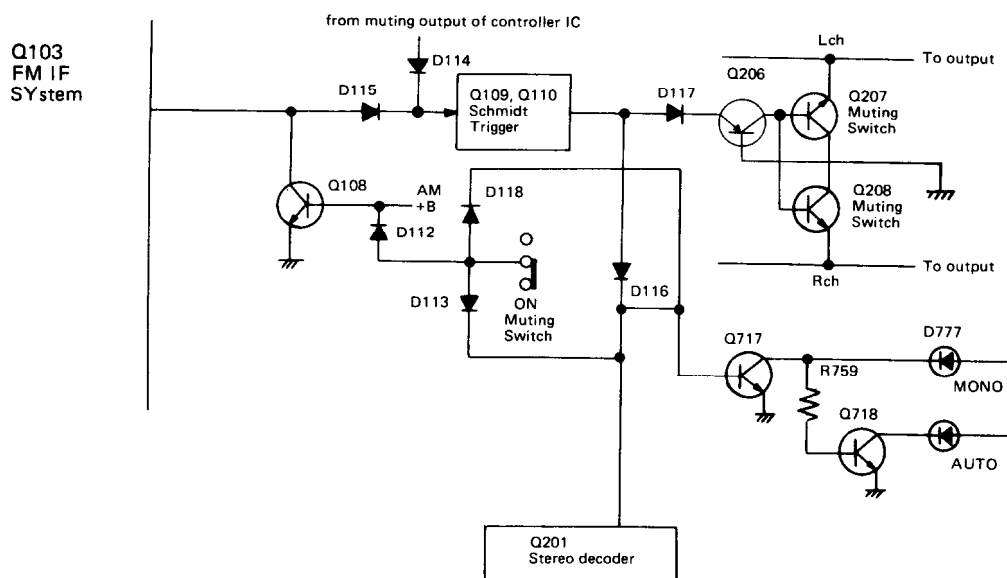 from muting output of controller IC
Q103
FM IF
SYstem
D114
D115
Q109, Q110
Schmidt
Trigger
D117
Q206
Lch
To output
Q207
Muting
Switch
Q108
AM
+B
D112
D118
Q208
Muting
Switch
D113
ON
Muting
Switch
D116
Rch
To output
Q717
R759
D777
MONO
Q718
AUTO
Q201
Stereo decoder